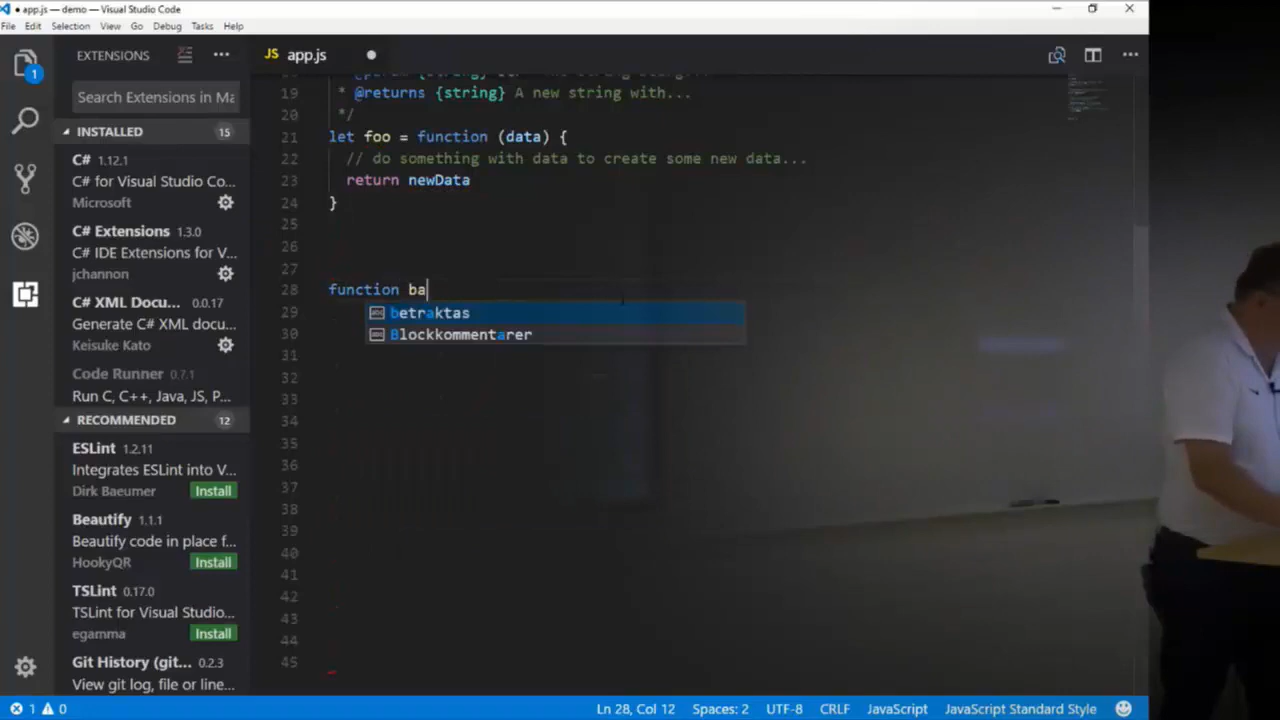 • app.js — demo — Visual Studio Code
File Edit Selection View Go Debug Tasks Help
EXTENSIONS
JS app.js
1
Search Extensions in Ma
INSTALLED 15
C# 1.12.1
C# for Visual Studio Co...
Microsoft
C# Extensions 1.3.0
C# IDE Extensions for V...
jchannon
C# XML Docu... 0.0.17
Generate C# XML docu...
Keisuke Kato
Code Runner 0.7.1
Run C, C++, Java, JS, P...
RECOMMENDED 12
ESLint 1.2.11
Integrates ESLint into V...
Dirk Baeumer Install
Beautify 1.1.1
Beautify code in place f...
HookyQR Install
TSLint 0.17.0
TSLint for Visual Studio...
egamma Install
Git History (git... 0.2.3
View git log, file or line...
{string}
19 * @returns {string} A new string with...
20 */
21 let foo = function (data) {
22 // do something with data to create some new data...
23 return newData
24 }
25
26
27
28 function ba
29 betraktas
30 Blockkommentarer
31
32
33
34
35
36
37
38
39
40
41
42
43
44
45
1 0 Ln 28, Col 12 Spaces: 2 UTF-8 CRLF JavaScript JavaScript Standard Style